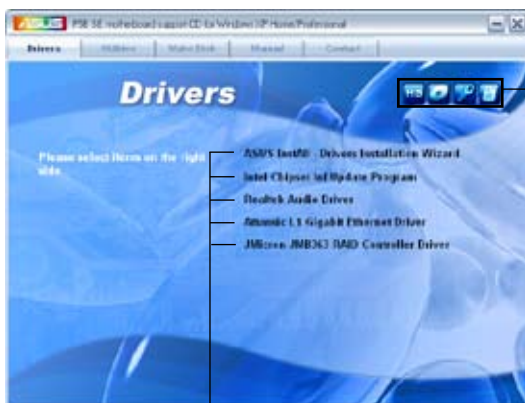 ASUS P5B SE motherboard support CD for Windows XP Home/Professional
Drivers Utilities Make Disk Manual Contact
Drivers
Please select items on the right side.
ASUS InstAll - Drivers Installation Wizard
Intel Chipset Inf Update Program
Realtek Audio Driver
Attansic L1 Gigabit Ethernet Driver
JMicron JMB363 RAID Controller Driver